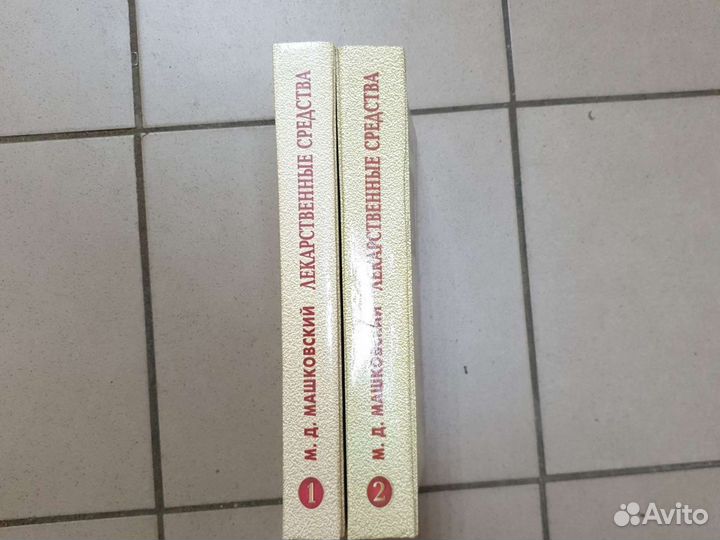 М. Д. МАШКОВСКИЙ ЛЕКАРСТВЕННЫЕ СРЕДСТВА
1
М. Д. МАШКОВСКИЙ ЛЕКАРСТВЕННЫЕ СРЕДСТВА
2
Avito